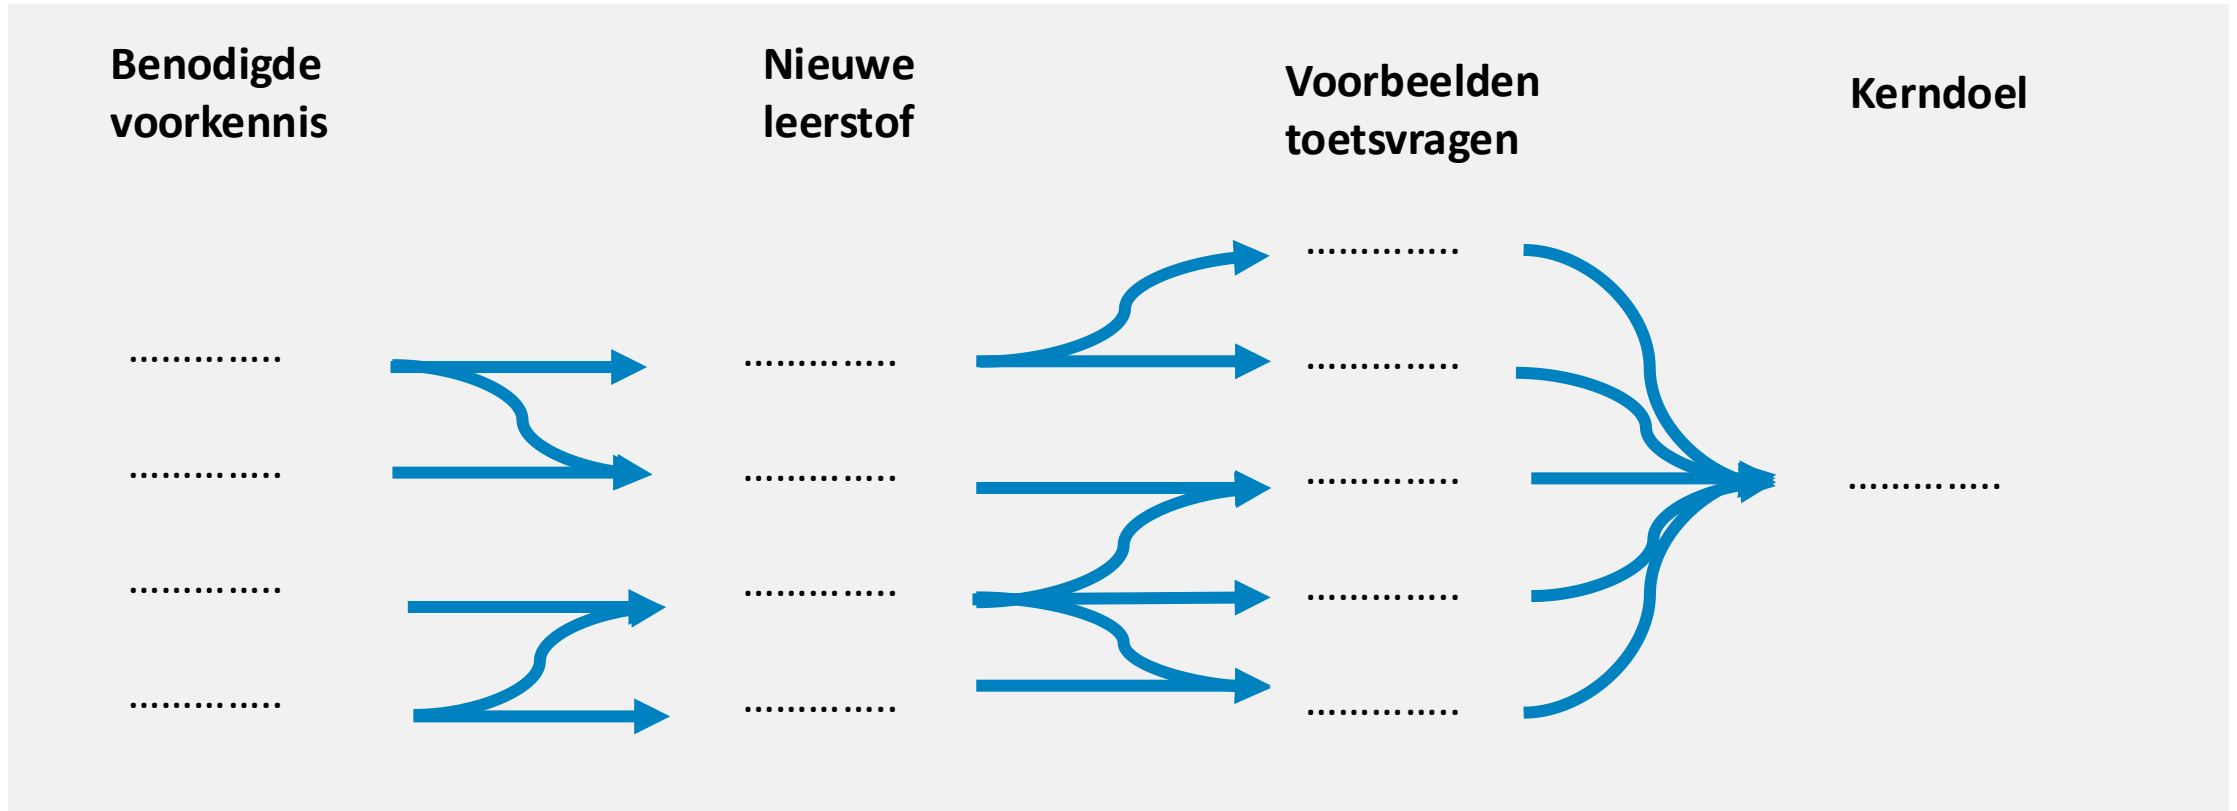 Benodigde
voorkennis
Nieuwe
leerstof
Voorbeelden
toetsvragen
Kerndoel
…………..
…………..
…………..
…………..
…………..
…………..
…………..
…………..
…………..
…………..
…………..
…………..
…………..
…………..